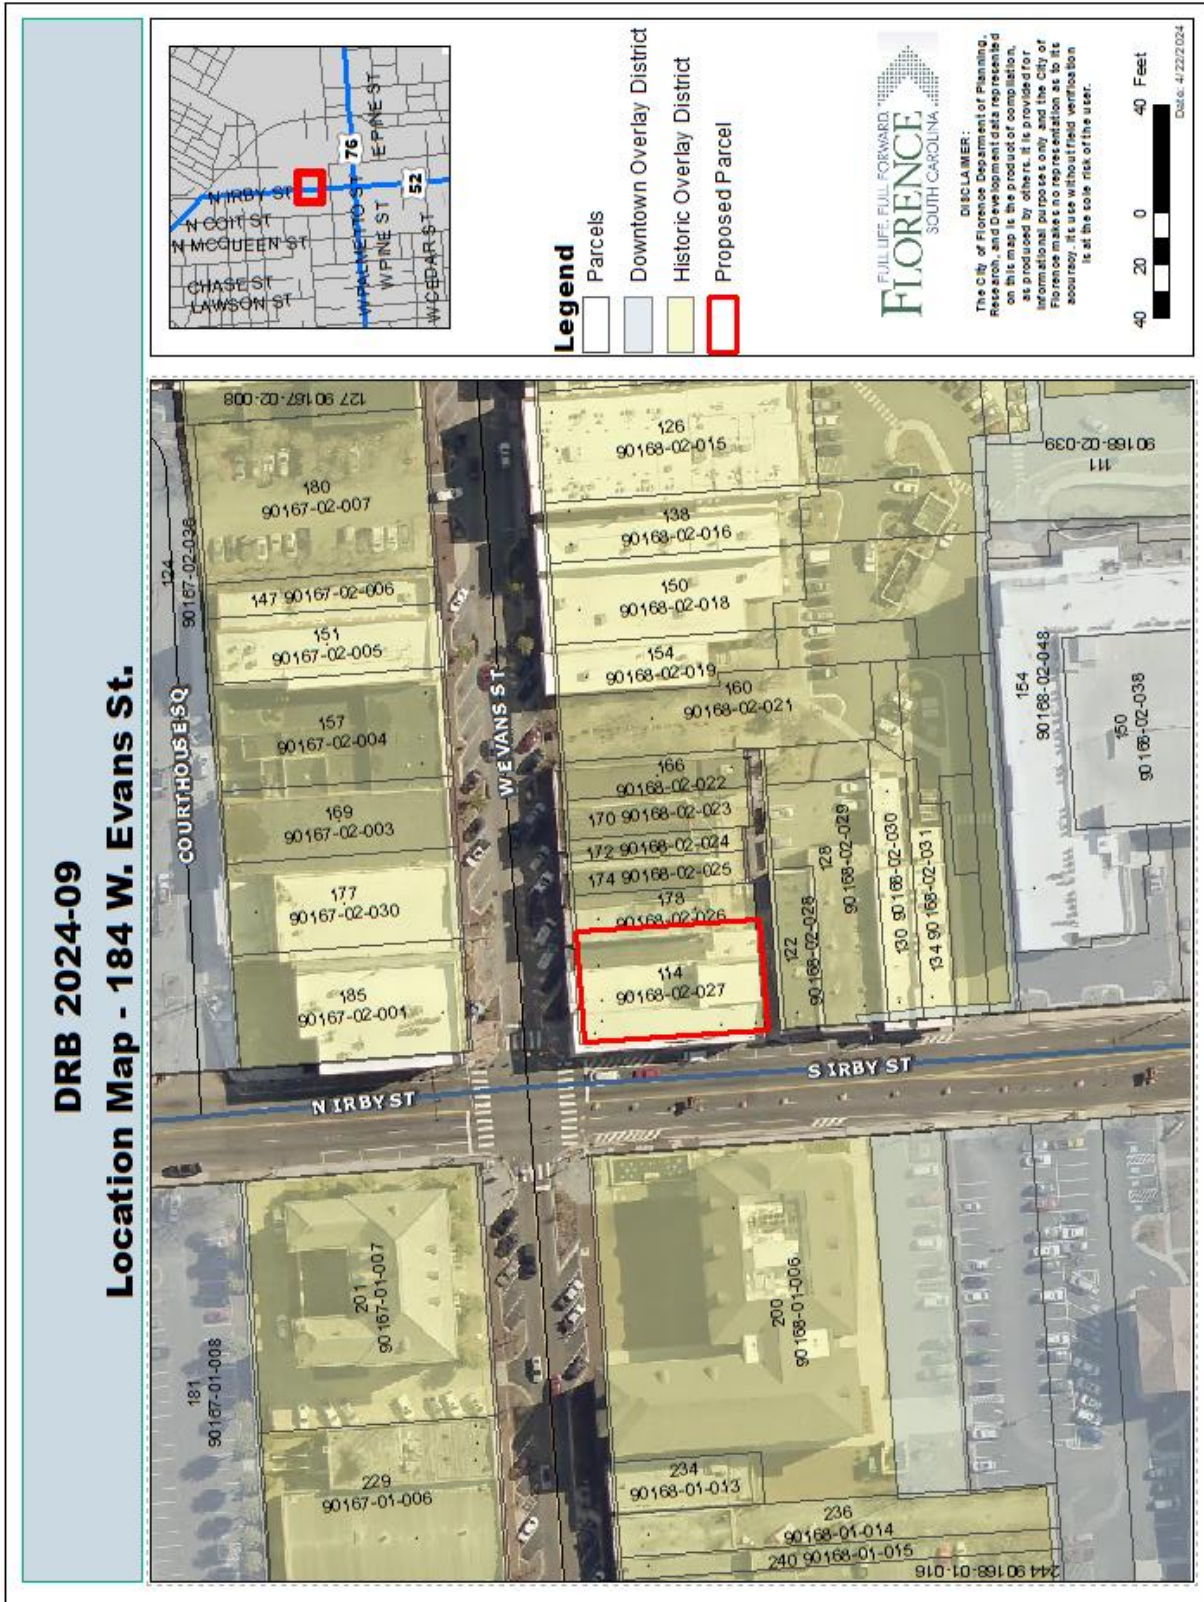 DRB 2024-09
Location Map - 184 W. Evans St.
181
90167-01-008
201
90167-01-007
229
90167-01-006
N IRBY ST
S IRBY ST
COURTHOUSE SQ
W EVANS ST
124
90167-02-036
185
90167-02-001
177
90167-02-030
169
90167-02-003
157
90167-02-004
151
90167-02-005
147 90167-02-006
180
90167-02-007
127 90167-02-008
114
90168-02-027
178
90168-02-026
174 90168-02-025
172 90168-02-024
170 90168-02-023
166
90168-02-022
160
90168-02-021
154
90168-02-019
150
90168-02-018
138
90168-02-016
126
90168-02-015
122
90168-02-028
128
90168-02-029
130 90168-02-030
134 90168-02-031
154
90168-02-048
150
90168-02-038
111
90168-02-039
200
90168-01-006
234
90168-01-013
236
90168-01-014
240 90168-01-015
244 90168-01-016
N IRBY ST
N COIT ST
N MCQUEEN ST
CHASE ST
LAWSON ST
W PALMETTO ST
W PINE ST
E PINE ST
W CEDAR ST
76
52
Legend
Parcels
Downtown Overlay District
Historic Overlay District
Proposed Parcel
FULL LIFE. FULL FORWARD.
FLORENCE
SOUTH CAROLINA
DISCLAIMER:
The City of Florence Department of Planning,
Research, and Development data represented
on this map is the product of compilation,
as produced by others. It is provided for
informational purposes only and the City of
Florence makes no representation as to its
accuracy. Its use without field verification
is at the sole risk of the user.
40 20 0 40 Feet
Date: 4/22/2024